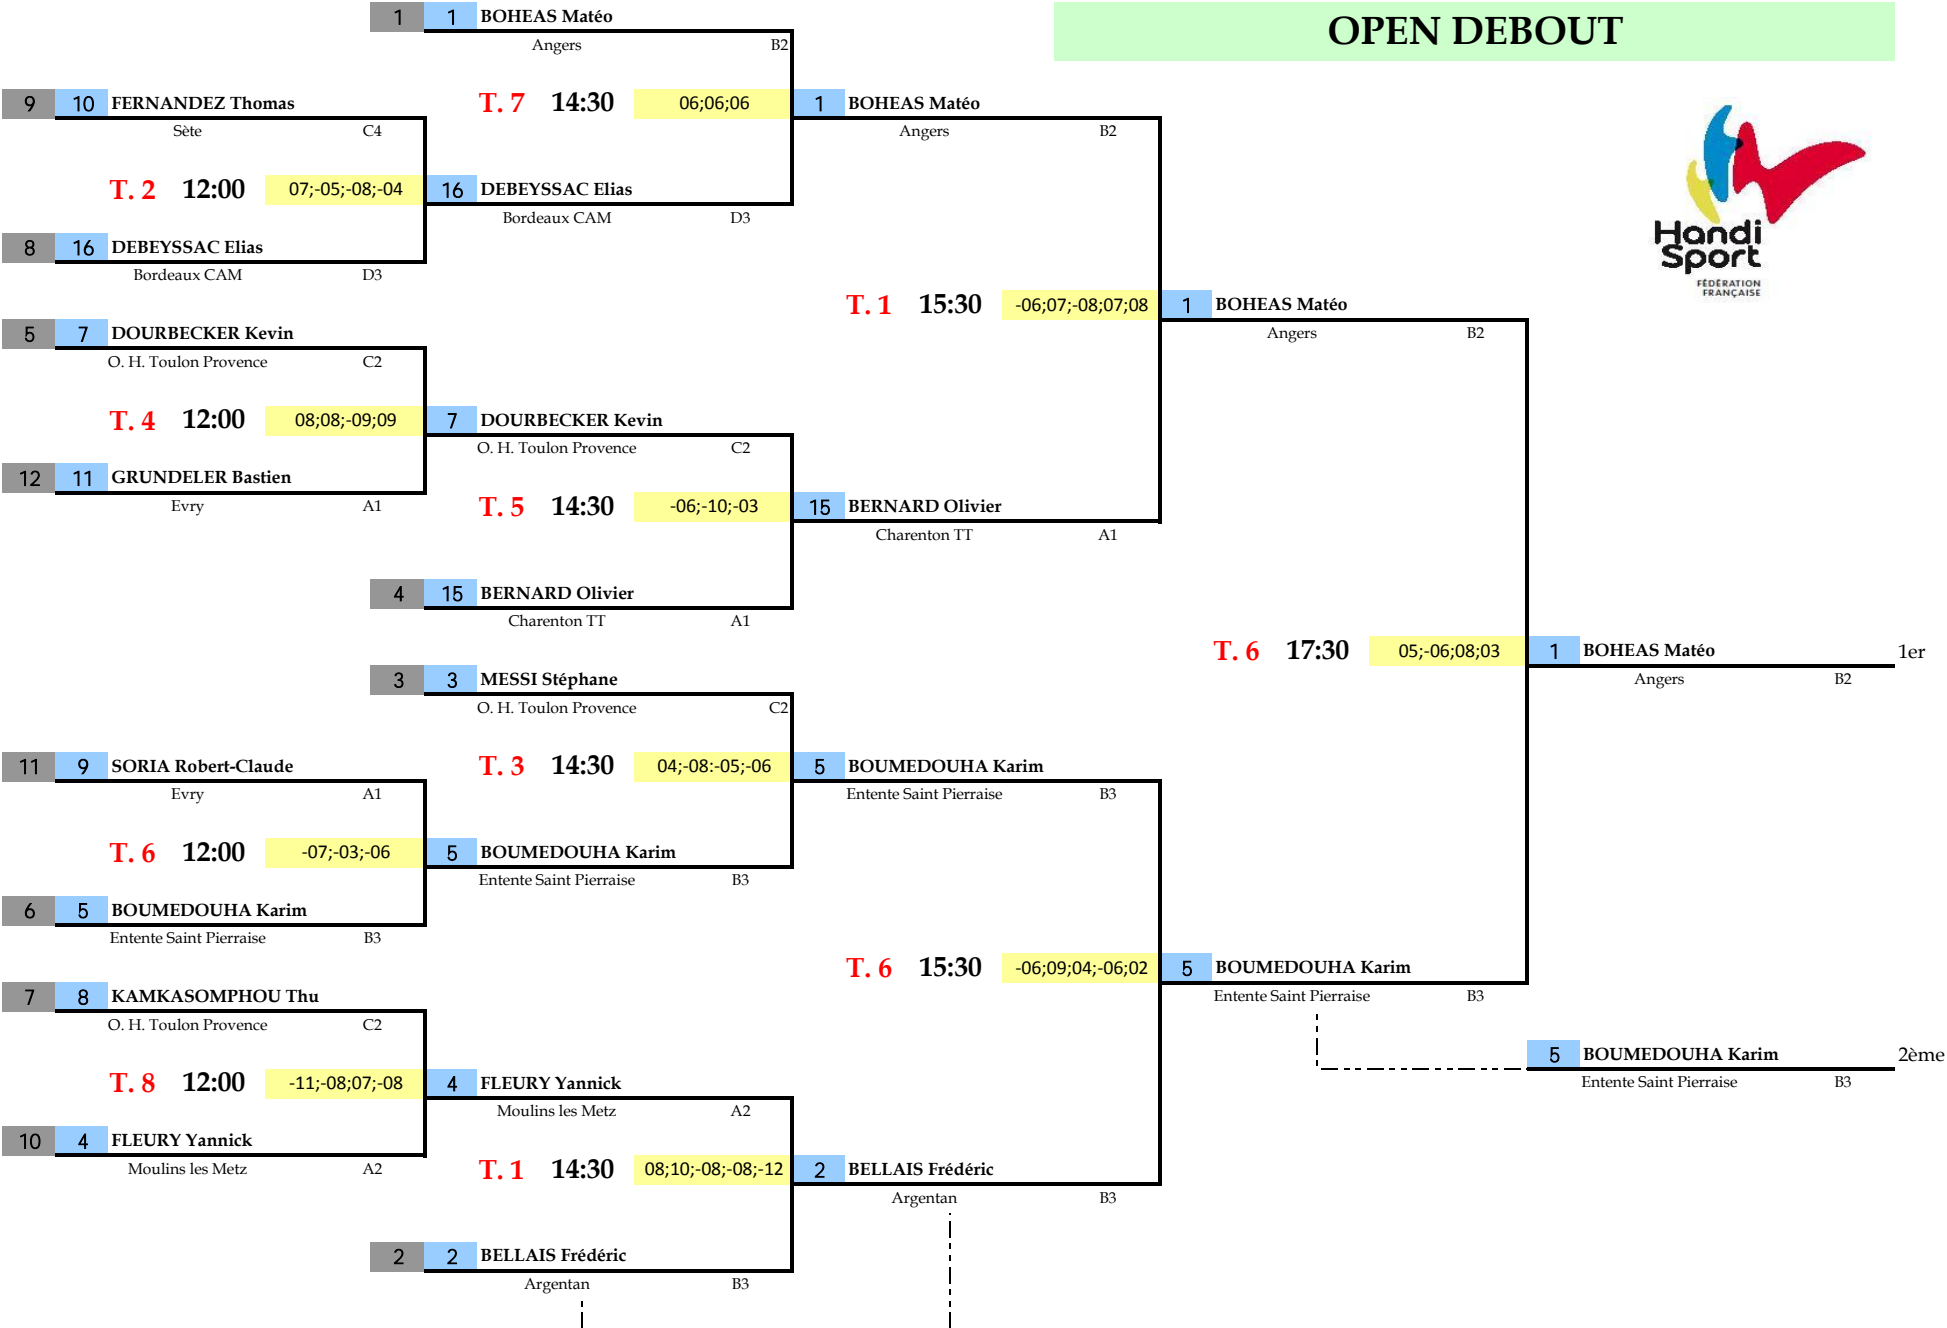 1 1 BOHEAS Matéo
OPEN DEBOUT
Angers B2
9 10 FERNANDEZ Thomas T. 7 14:30 06;06;06 1 BOHEAS Matéo
Sète C4 Angers B2
T. 2 12:00 07;-05;-08;-04 16 DEBEYSSAC Elias
Bordeaux CAM D3
Handi
Sport
FÉDÉRATION
FRANÇAISE
8 16 DEBEYSSAC Elias
Bordeaux CAM D3
T. 1 15:30 -06;07;-08;07;08 1 BOHEAS Matéo
5 7 DOURBECKER Kevin Angers B2
O. H. Toulon Provence C2
T. 4 12:00 08;08;-09;09 7 DOURBECKER Kevin
O. H. Toulon Provence C2
12 11 GRUNDELER Bastien
Evry A1 T. 5 14:30 -06;-10;-03 15 BERNARD Olivier
Charenton TT A1
4 15 BERNARD Olivier
Charenton TT A1
T. 6 17:30 05;-06;08;03 1 BOHEAS Matéo 1er
3 3 MESSI Stéphane Angers B2
O. H. Toulon Provence C2
11 9 SORIA Robert-Claude T. 3 14:30 04;-08:-05;-06 5 BOUMEDOUHA Karim
Evry A1 Entente Saint Pierraise B3
T. 6 12:00 -07;-03;-06 5 BOUMEDOUHA Karim
Entente Saint Pierraise B3
6 5 BOUMEDOUHA Karim
Entente Saint Pierraise B3
T. 6 15:30 -06;09;04;-06;02 5 BOUMEDOUHA Karim
7 8 KAMKASOMPHOU Thu Entente Saint Pierraise B3
O. H. Toulon Provence C2
5 BOUMEDOUHA Karim 2ème
T. 8 12:00 -11;-08;07;-08 4 FLEURY Yannick Entente Saint Pierraise B3
Moulins les Metz A2
10 4 FLEURY Yannick
Moulins les Metz A2 T. 1 14:30 08;10;-08;-08;-12 2 BELLAIS Frédéric
Argentan B3
2 2 BELLAIS Frédéric
Argentan B3